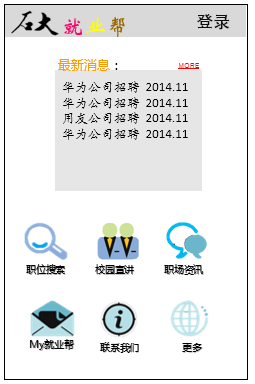 石大就业帮 登录
最新消息： MORE
华为公司招聘 2014.11
华为公司招聘 2014.11
用友公司招聘 2014.11
华为公司招聘 2014.11
职位搜索 校园宣讲 职场资讯
My就业帮 联系我们 更多